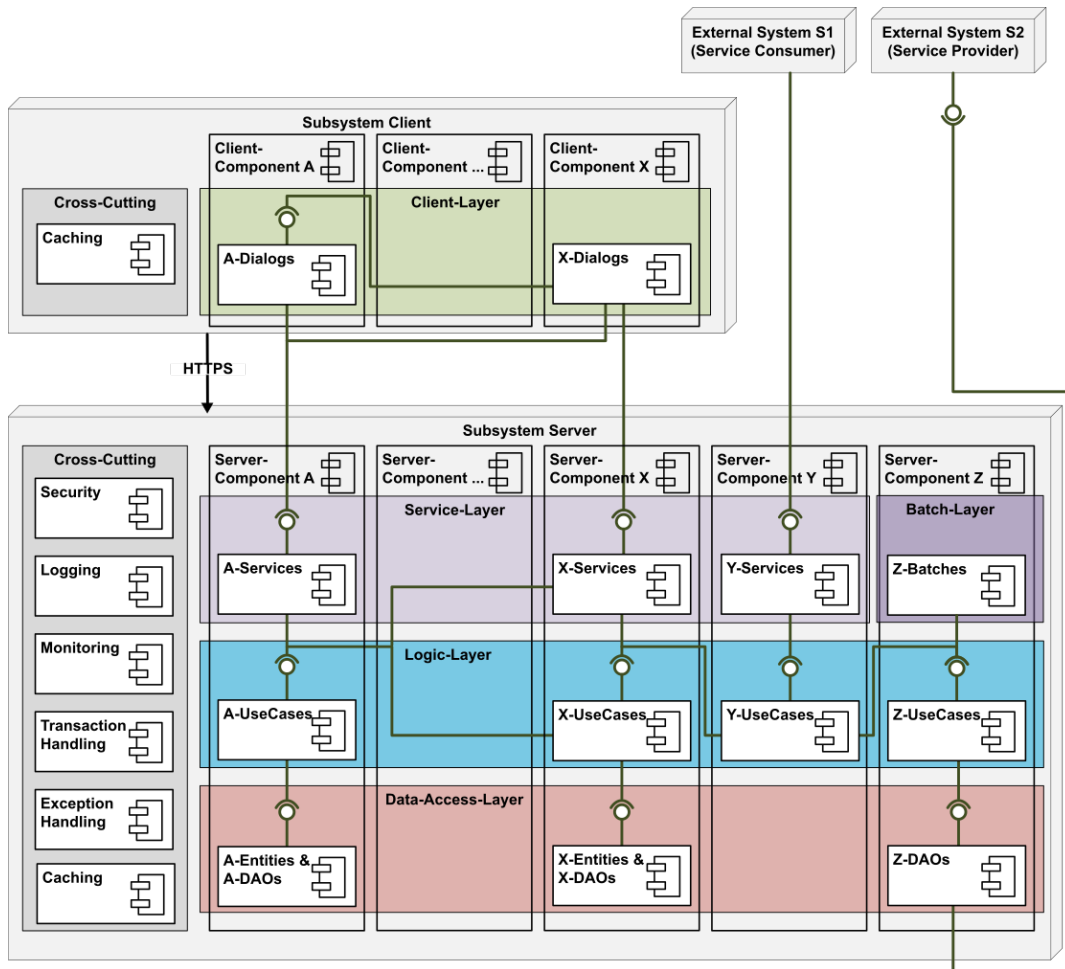 External System S1
(Service Consumer)
External System S2
(Service Provider)
Subsystem Client
Client-
Component A
Client-
Component ...
Client-
Component X
Cross-Cutting
Caching
Client-Layer
A-Dialogs
X-Dialogs
HTTPS
Subsystem Server
Cross-Cutting
Security
Logging
Monitoring
Transaction
Handling
Exception
Handling
Caching
Server-
Component A
Server-
Component ...
Server-
Component X
Server-
Component Y
Server-
Component Z
Service-Layer
Batch-Layer
A-Services
X-Services
Y-Services
Z-Batches
Logic-Layer
A-UseCases
X-UseCases
Y-UseCases
Z-UseCases
Data-Access-Layer
A-Entities &
A-DAOs
X-Entities &
X-DAOs
Z-DAOs